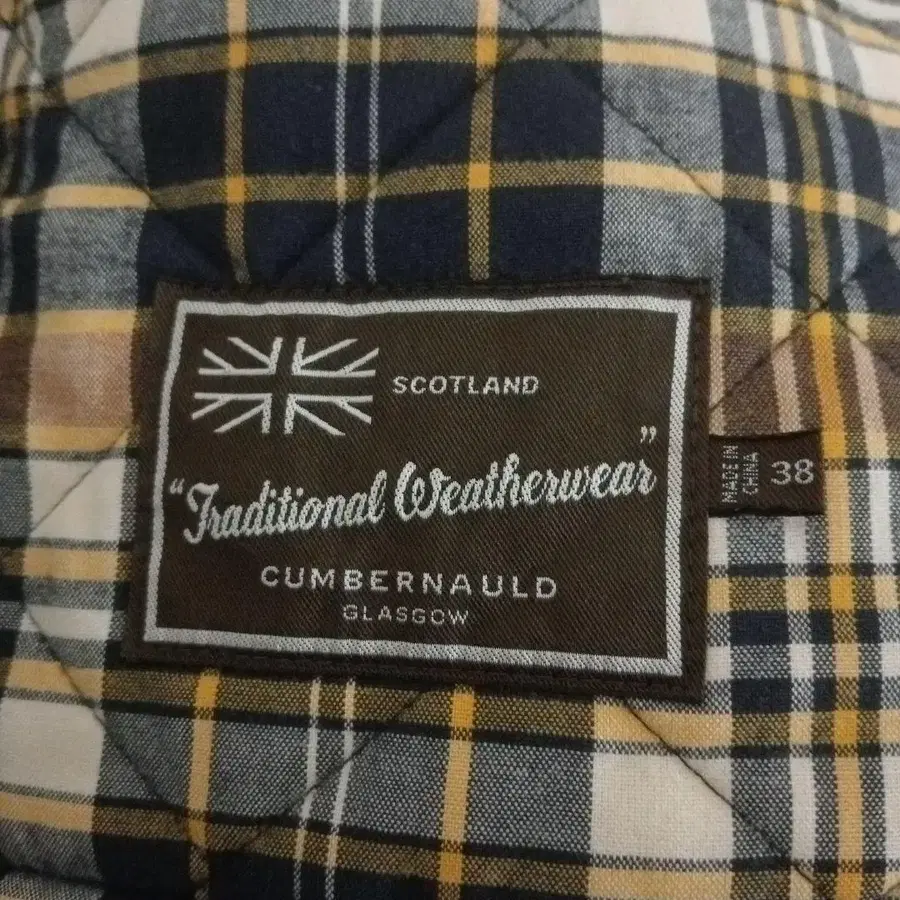 SCOTLAND
"Traditional Weatherwear"
CUMBERNAULD
GLASGOW
MADE IN
CHINA
38